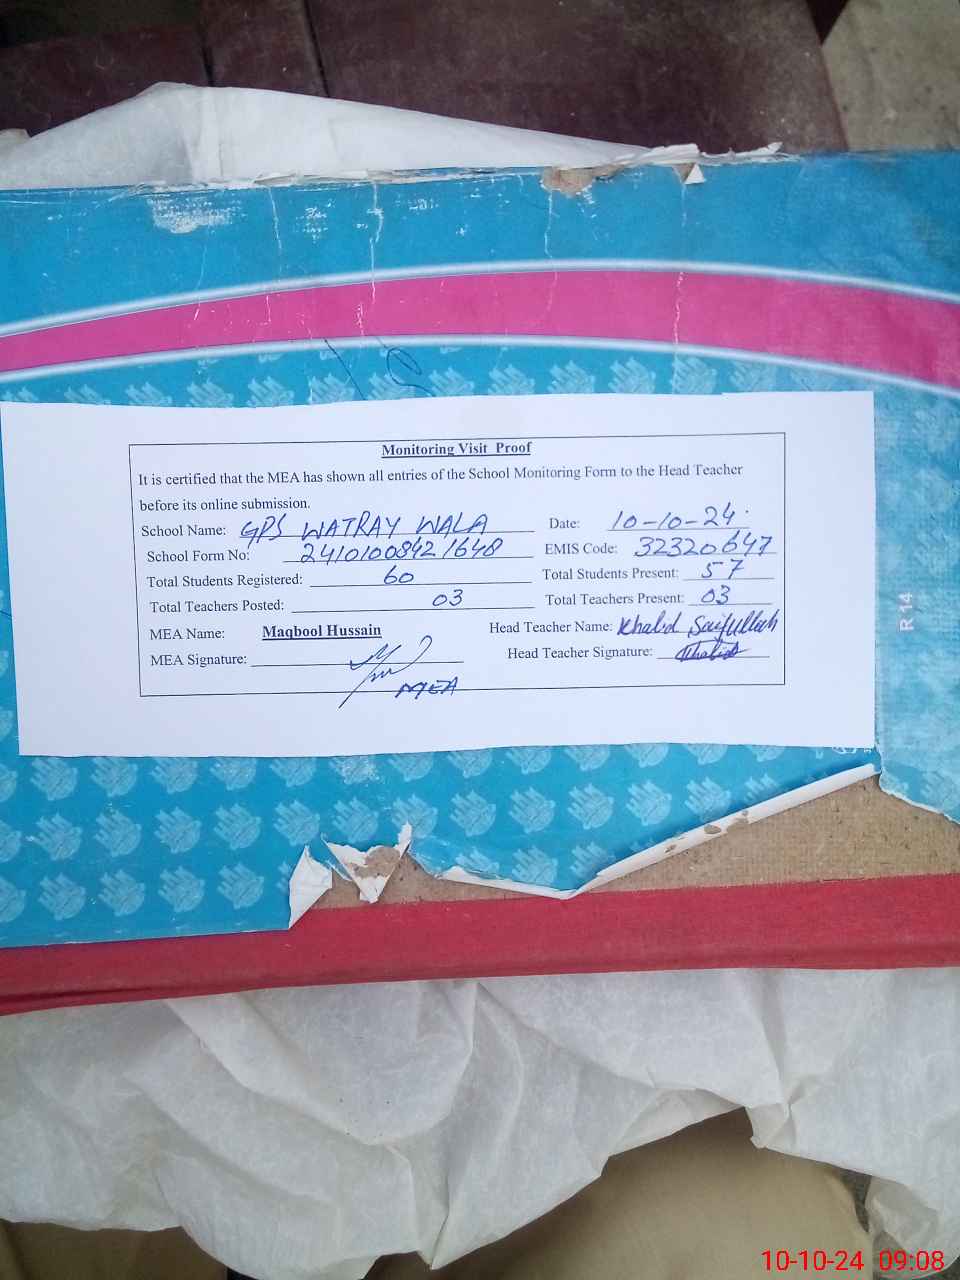 Monitoring Visit Proof
It is certified that the MEA has shown all entries of the School Monitoring Form to the Head Teacher
before its online submission.
School Name: GPS WATRAY WALA Date: 10-10-24.
School Form No: 24101008421648 EMIS Code: 32320647
Total Students Registered: 60 Total Students Present: 57
Total Teachers Posted: 03 Total Teachers Present: 03
MEA Name: Maqbool Hussain Head Teacher Name: Khalid Saifullah
MEA Signature: Head Teacher Signature: Khalid
MEA
R 14
10-10-24 09:08